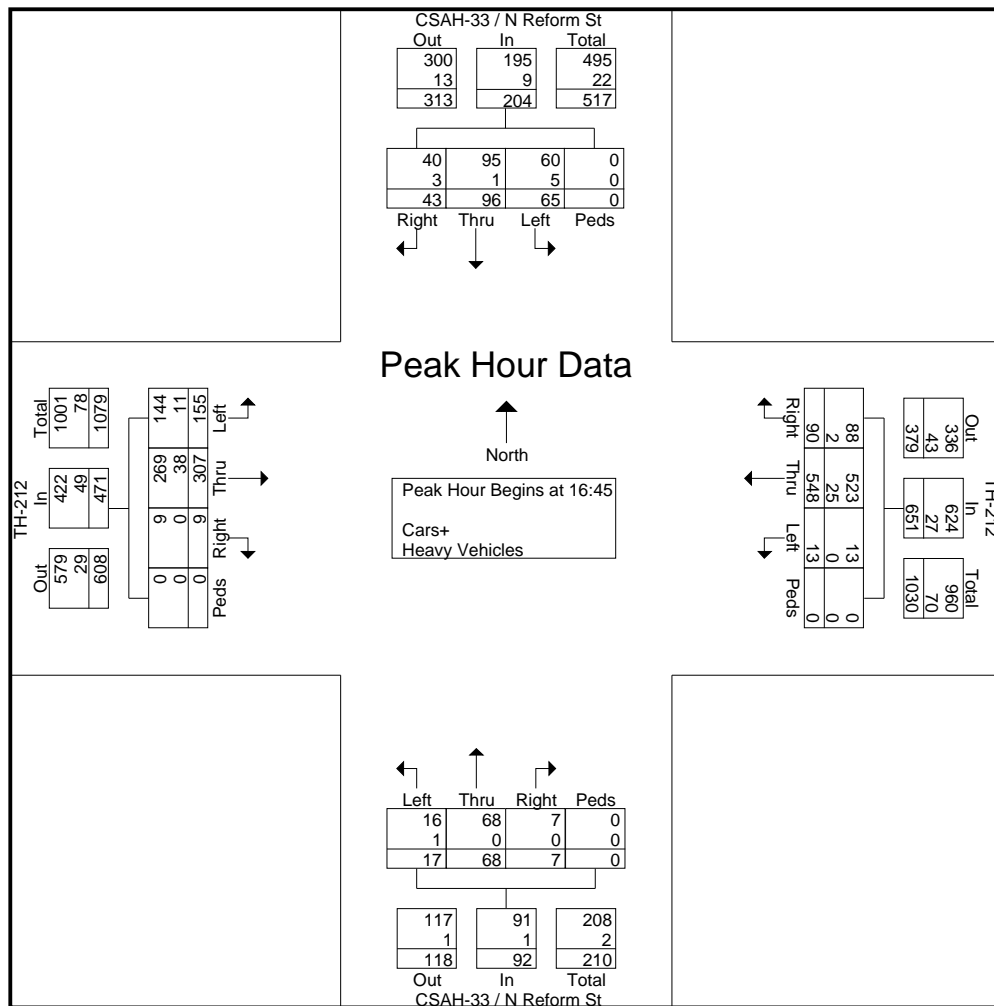 CSAH-33 / N Reform St
Out In Total
300 195 495
13 9 22
313 204 517
40 95 60 0
3 1 5 0
43 96 65 0
Right Thru Left Peds
Peak Hour Data
North
Peak Hour Begins at 16:45
Cars+
Heavy Vehicles
TH-212
Total In Out
1001 422 579
78 49 29
1079 471 608
144 269 9 0
11 38 0 0
155 307 9 0
Left Thru Right Peds
TH-212
Out In Total
336 624 960
43 27 70
379 651 1030
88 523 13 0
2 25 0 0
90 548 13 0
Right Thru Left Peds
Left Thru Right Peds
16 68 7 0
1 0 0 0
17 68 7 0
117 91 208
1 1 2
118 92 210
Out In Total
CSAH-33 / N Reform St